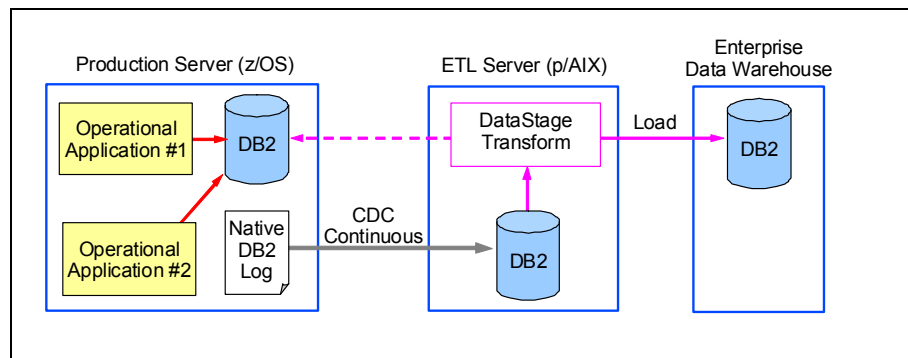 Production Server (z/OS)
ETL Server (p/AIX)
Enterprise
Data Warehouse
Operational
Application #1
DB2
DataStage
Transform
Load
DB2
Operational
Application #2
Native
DB2
Log
CDC
Continuous
DB2